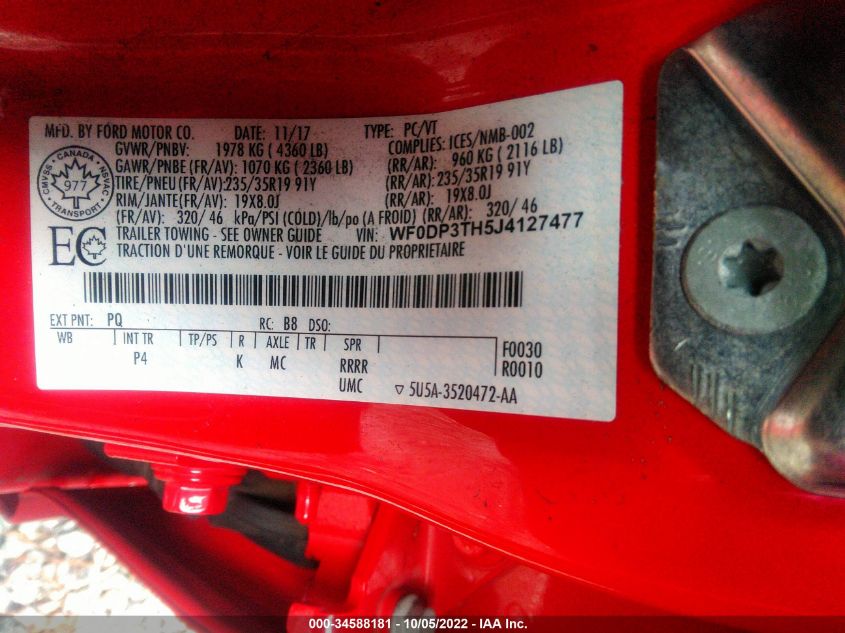 MFD. BY FORD MOTOR CO. DATE: 11/17 TYPE: PC/VT
GVWR/PNBV: 1978 KG ( 4360 LB) COMPLIES: ICES/NMB-002
GAWR/PNBE (FR/AV): 1070 KG ( 2360 LB) (RR/AR): 960 KG ( 2116 LB)
TIRE/PNEU (FR/AV): 235/35R19 91Y (RR/AR): 235/35R19 91Y
RIM/JANTE (FR/AV): 19X8.0J (RR/AR): 19X8.0J
(FR/AV): 320/ 46 kPa/PSI (COLD)/lb/po (A FROID) (RR/AR): 320/ 46
TRAILER TOWING - SEE OWNER GUIDE VIN: WF0DP3TH5J4127477
TRACTION D'UNE REMORQUE - VOIR LE GUIDE DU PROPRIETAIRE
CMVSS CANADA NSVAC
977
TRANSPORT
EC
EXT PNT: PQ RC: B8 DSO:
WB INT TR TP/PS R AXLE TR SPR F0030
P4 K MC RRRR R0010
UMC ▽ 5U5A-3520472-AA
000-34588181 - 10/05/2022 - IAA Inc.